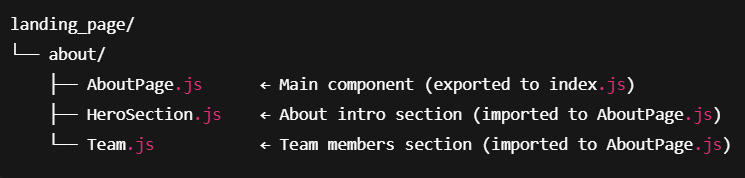 landing_page/
└── about/
    ├── AboutPage.js      ← Main component (exported to index.js)
    ├── HeroSection.js    ← About intro section (imported to AboutPage.js)
    └── Team.js           ← Team members section (imported to AboutPage.js)